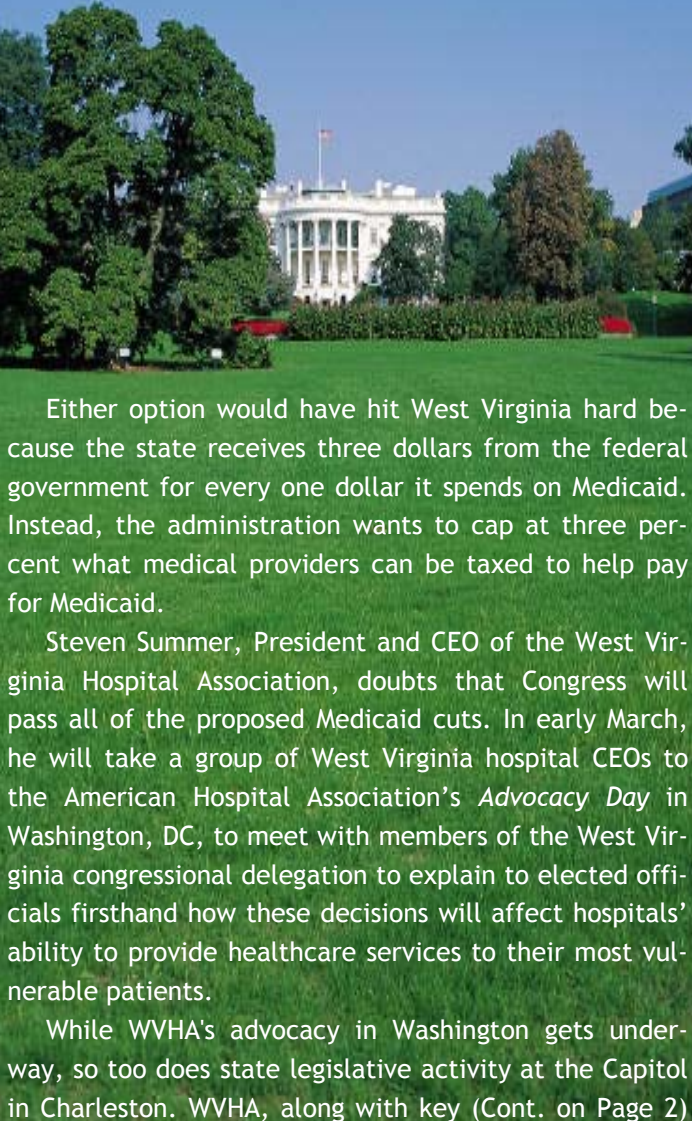 Either option would have hit West Virginia hard be-
cause the state receives three dollars from the federal
government for every one dollar it spends on Medicaid.
Instead, the administration wants to cap at three per-
cent what medical providers can be taxed to help pay
for Medicaid.
Steven Summer, President and CEO of the West Vir-
ginia Hospital Association, doubts that Congress will
pass all of the proposed Medicaid cuts. In early March,
he will take a group of West Virginia hospital CEOs to
the American Hospital Association’s Advocacy Day in
Washington, DC, to meet with members of the West Vir-
ginia congressional delegation to explain to elected offi-
cials firsthand how these decisions will affect hospitals’
ability to provide healthcare services to their most vul-
nerable patients.
While WVHA's advocacy in Washington gets under-
way, so too does state legislative activity at the Capitol
in Charleston. WVHA, along with key (Cont. on Page 2)